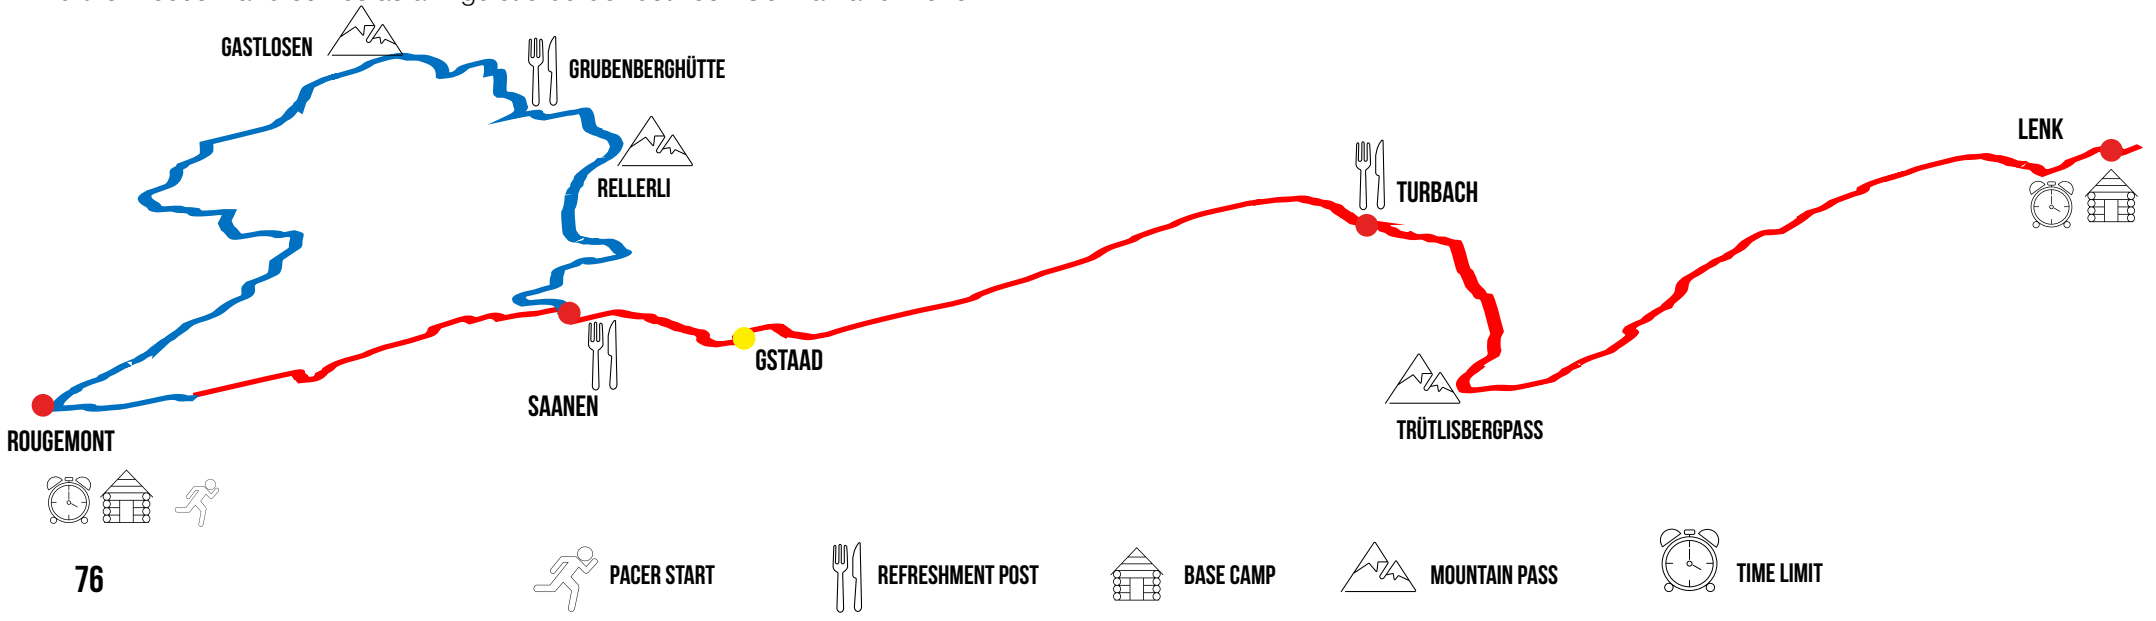 GASTLOSEN
GRUBENBERGHÜTTE
RELLERLI
LENK
TURBACH
GSTAAD
SAANEN
TRÜTLISBERGPASS
ROUGEMONT
76
PACER START
REFRESHMENT POST
BASE CAMP
MOUNTAIN PASS
TIME LIMIT